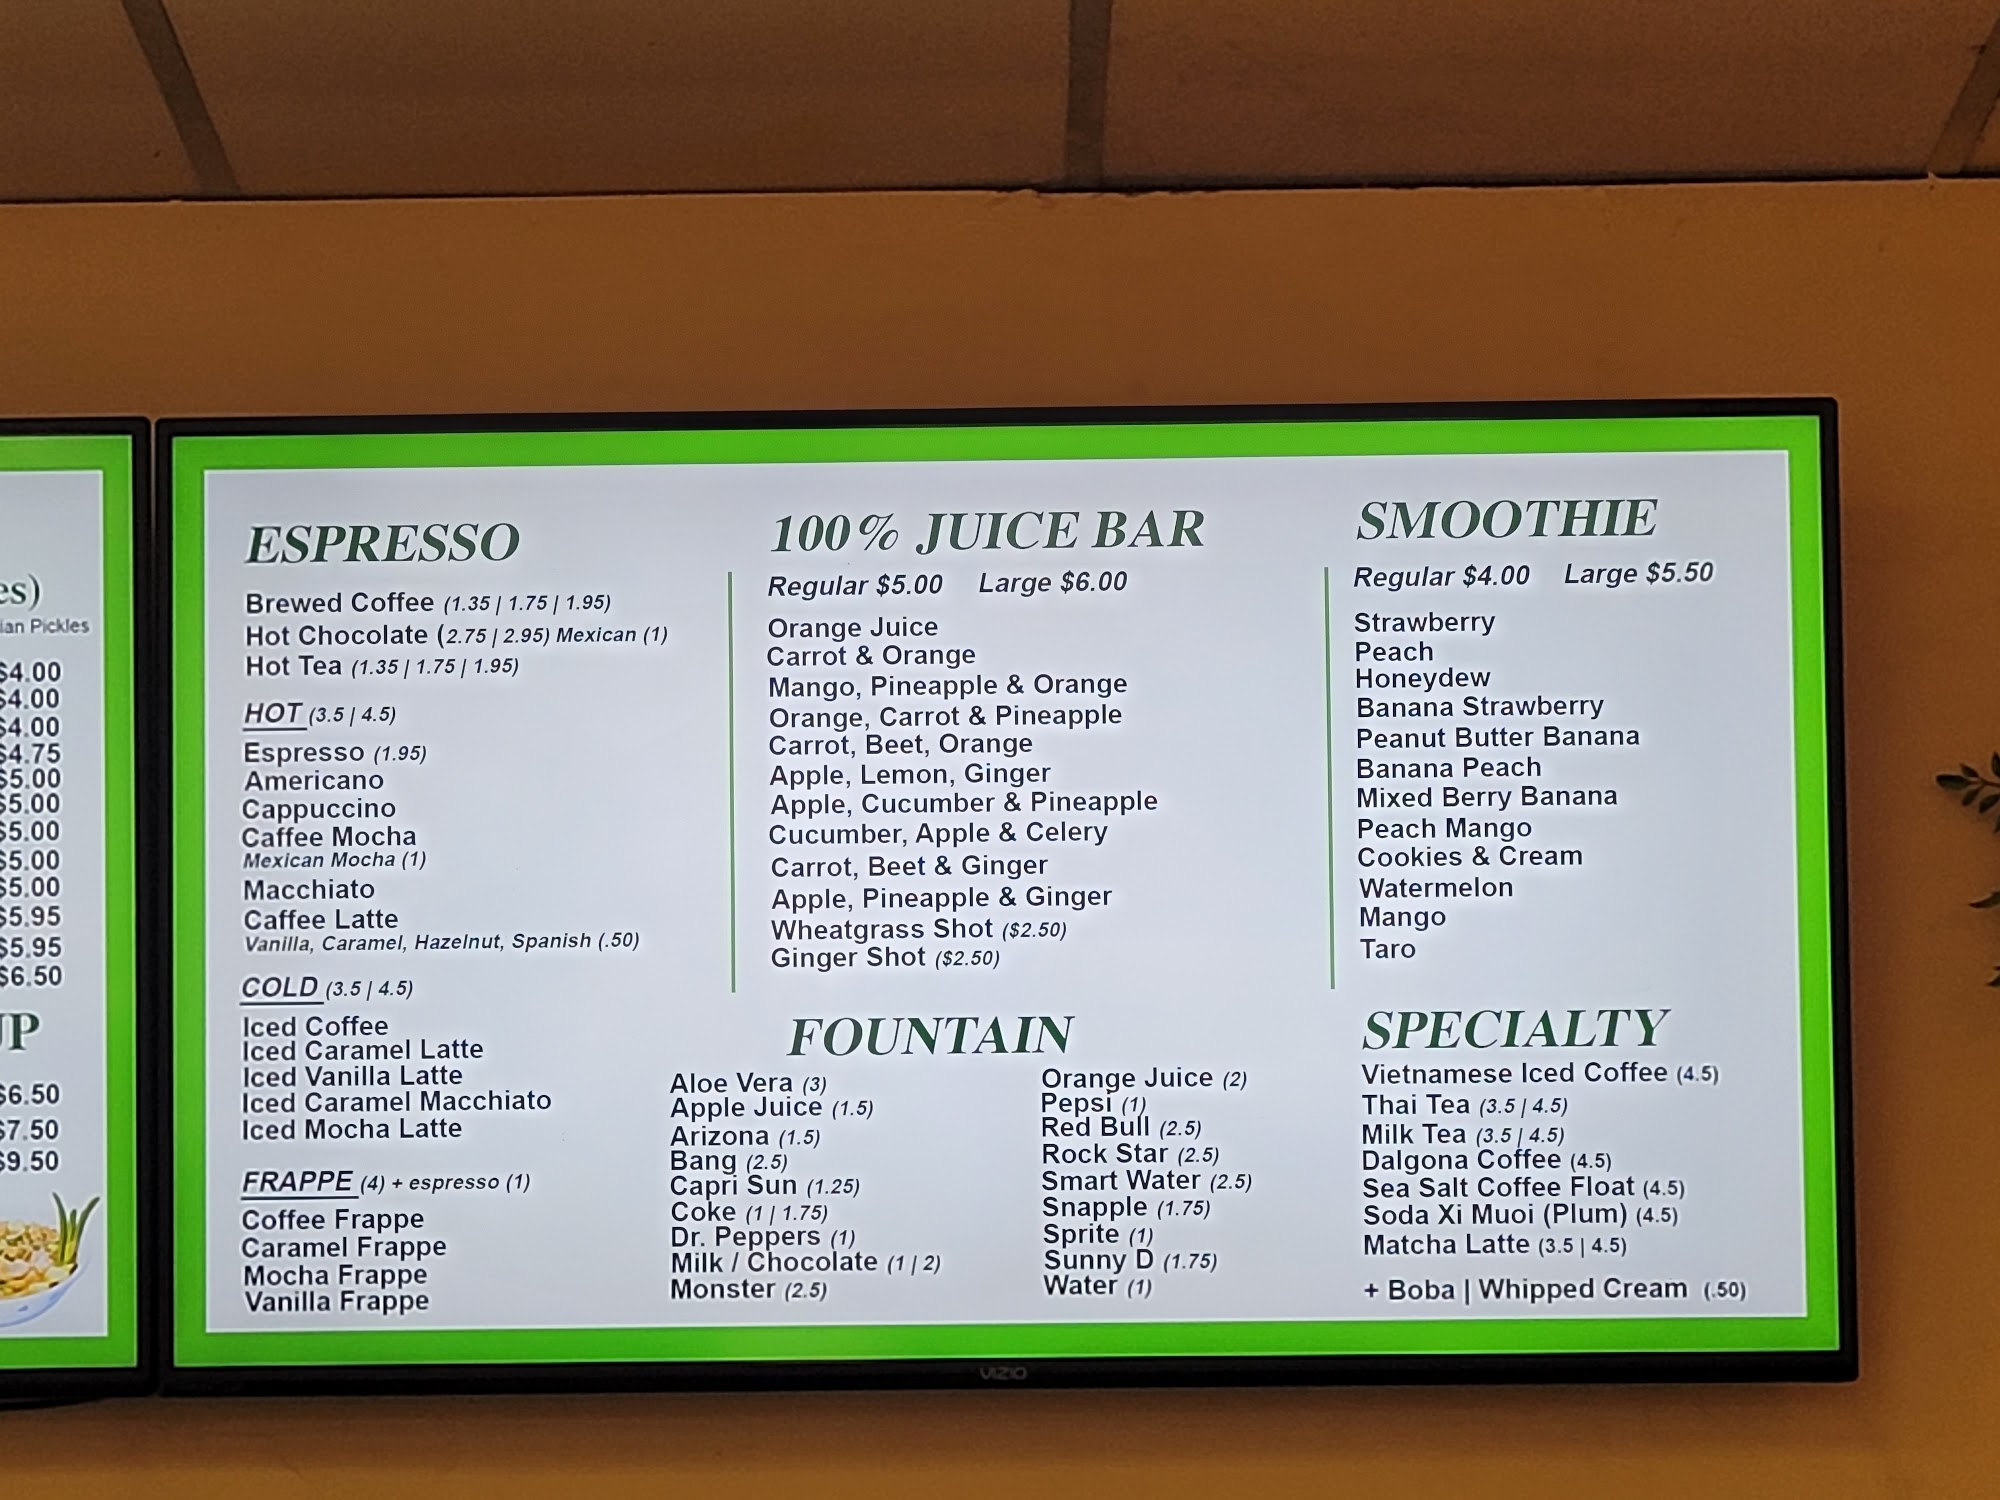 es)
ian Pickles
$4.00
$4.00
$4.00
$4.75
$5.00
$5.00
$5.00
$5.00
$5.00
$5.95
$5.95
$6.50
UP
$6.50
$7.50
$9.50
ESPRESSO
Brewed Coffee (1.35 | 1.75 | 1.95)
Hot Chocolate (2.75 | 2.95) Mexican (1)
Hot Tea (1.35 | 1.75 | 1.95)
HOT (3.5 | 4.5)
Espresso (1.95)
Americano
Cappuccino
Caffee Mocha
Mexican Mocha (1)
Macchiato
Caffee Latte
Vanilla, Caramel, Hazelnut, Spanish (.50)
COLD (3.5 | 4.5)
Iced Coffee
Iced Caramel Latte
Iced Vanilla Latte
Iced Caramel Macchiato
Iced Mocha Latte
FRAPPE (4) + espresso (1)
Coffee Frappe
Caramel Frappe
Mocha Frappe
Vanilla Frappe
100% JUICE BAR
Regular $5.00 Large $6.00
Orange Juice
Carrot & Orange
Mango, Pineapple & Orange
Orange, Carrot & Pineapple
Carrot, Beet, Orange
Apple, Lemon, Ginger
Apple, Cucumber & Pineapple
Cucumber, Apple & Celery
Carrot, Beet & Ginger
Apple, Pineapple & Ginger
Wheatgrass Shot ($2.50)
Ginger Shot ($2.50)
SMOOTHIE
Regular $4.00 Large $5.50
Strawberry
Peach
Honeydew
Banana Strawberry
Peanut Butter Banana
Banana Peach
Mixed Berry Banana
Peach Mango
Cookies & Cream
Watermelon
Mango
Taro
FOUNTAIN
Aloe Vera (3)
Apple Juice (1.5)
Arizona (1.5)
Bang (2.5)
Capri Sun (1.25)
Coke (1 | 1.75)
Dr. Peppers (1)
Milk / Chocolate (1 | 2)
Monster (2.5)
Orange Juice (2)
Pepsi (1)
Red Bull (2.5)
Rock Star (2.5)
Smart Water (2.5)
Snapple (1.75)
Sprite (1)
Sunny D (1.75)
Water (1)
SPECIALTY
Vietnamese Iced Coffee (4.5)
Thai Tea (3.5 | 4.5)
Milk Tea (3.5 | 4.5)
Dalgona Coffee (4.5)
Sea Salt Coffee Float (4.5)
Soda Xi Muoi (Plum) (4.5)
Matcha Latte (3.5 | 4.5)
+ Boba | Whipped Cream (.50)
VIZIO